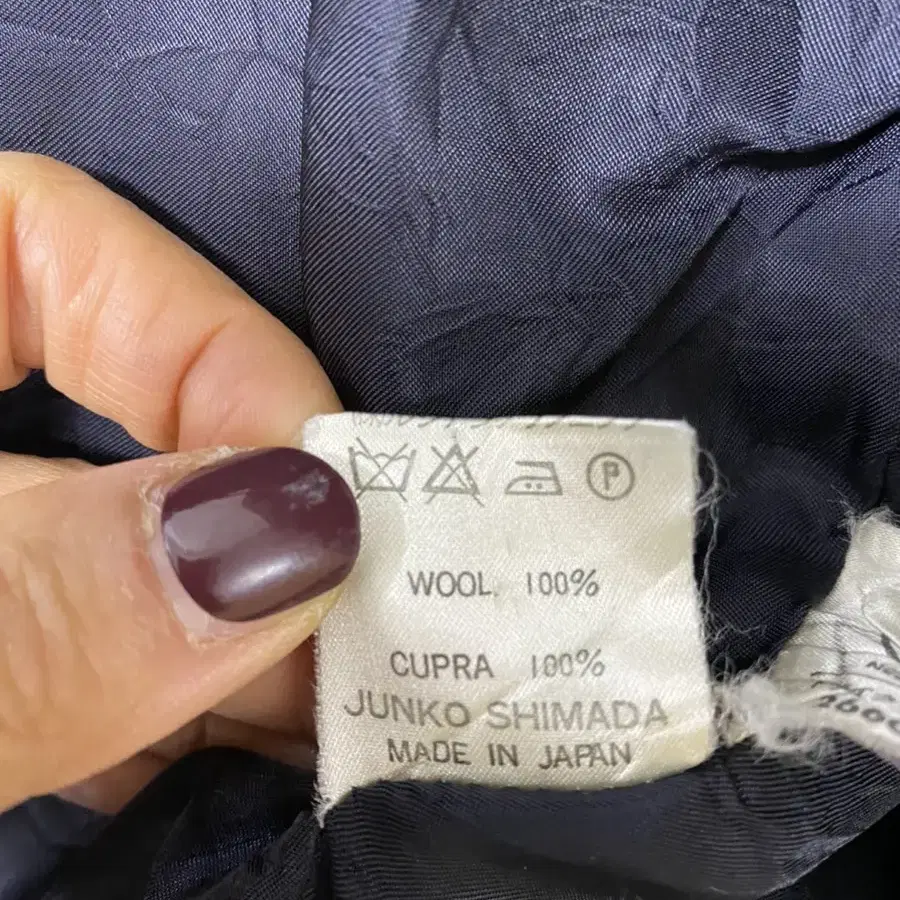 P
WOOL. 100%
CUPRA 100%
JUNKO SHIMADA
MADE IN JAPAN